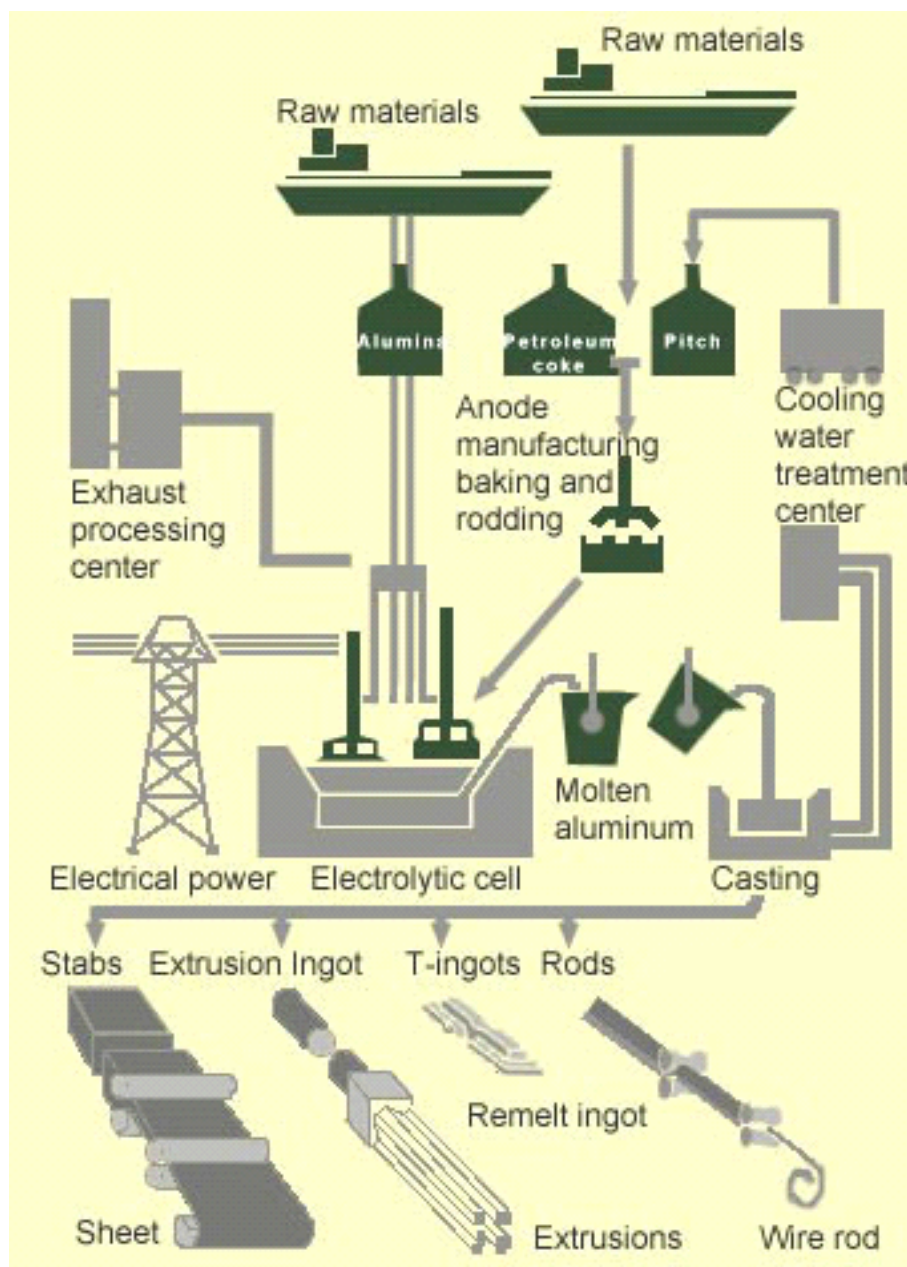 Raw materials
Raw materials
Alumina
Petroleum
coke
Pitch
Anode
manufacturing
baking and
rodding
Cooling
water
treatment
center
Exhaust
processing
center
Molten
aluminum
Electrical power
Electrolytic cell
Casting
Stabs
Extrusion Ingot
T-ingots
Rods
Remelt ingot
Sheet
Extrusions
Wire rod